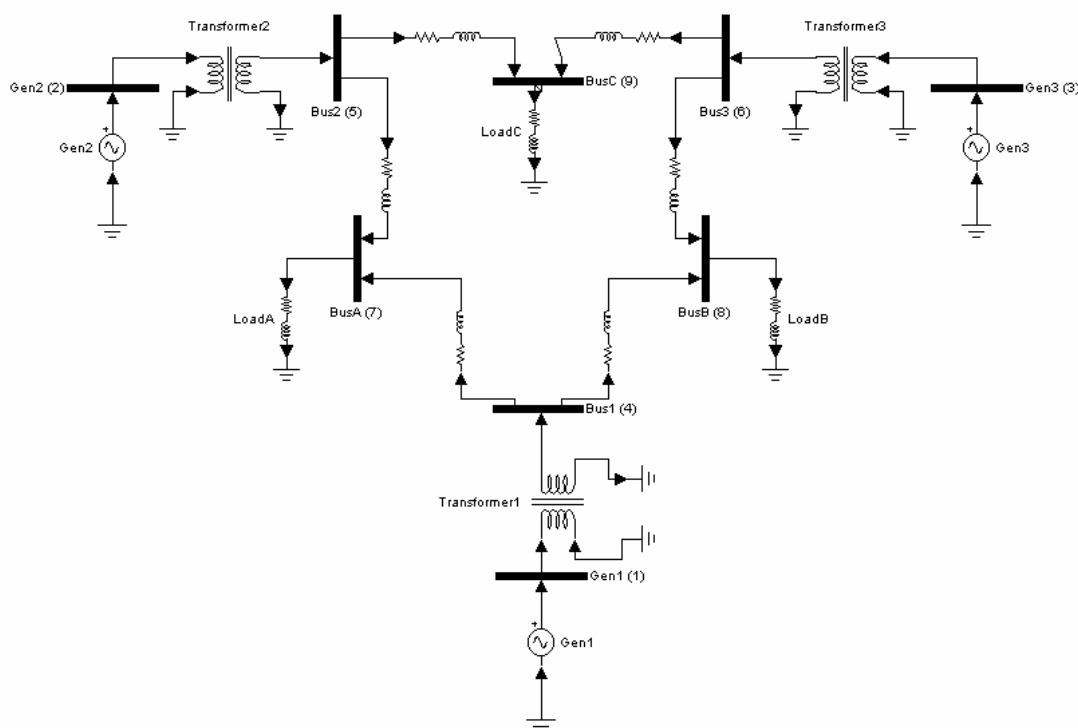 Transformer2
Transformer3
Gen2 (2)
Bus2 (5)
BusC (9)
Bus3 (6)
Gen3 (3)
+
+
Gen2
LoadC
Gen3
LoadA
BusA (7)
BusB (8)
LoadB
Bus1 (4)
Transformer1
Gen1 (1)
+
Gen1